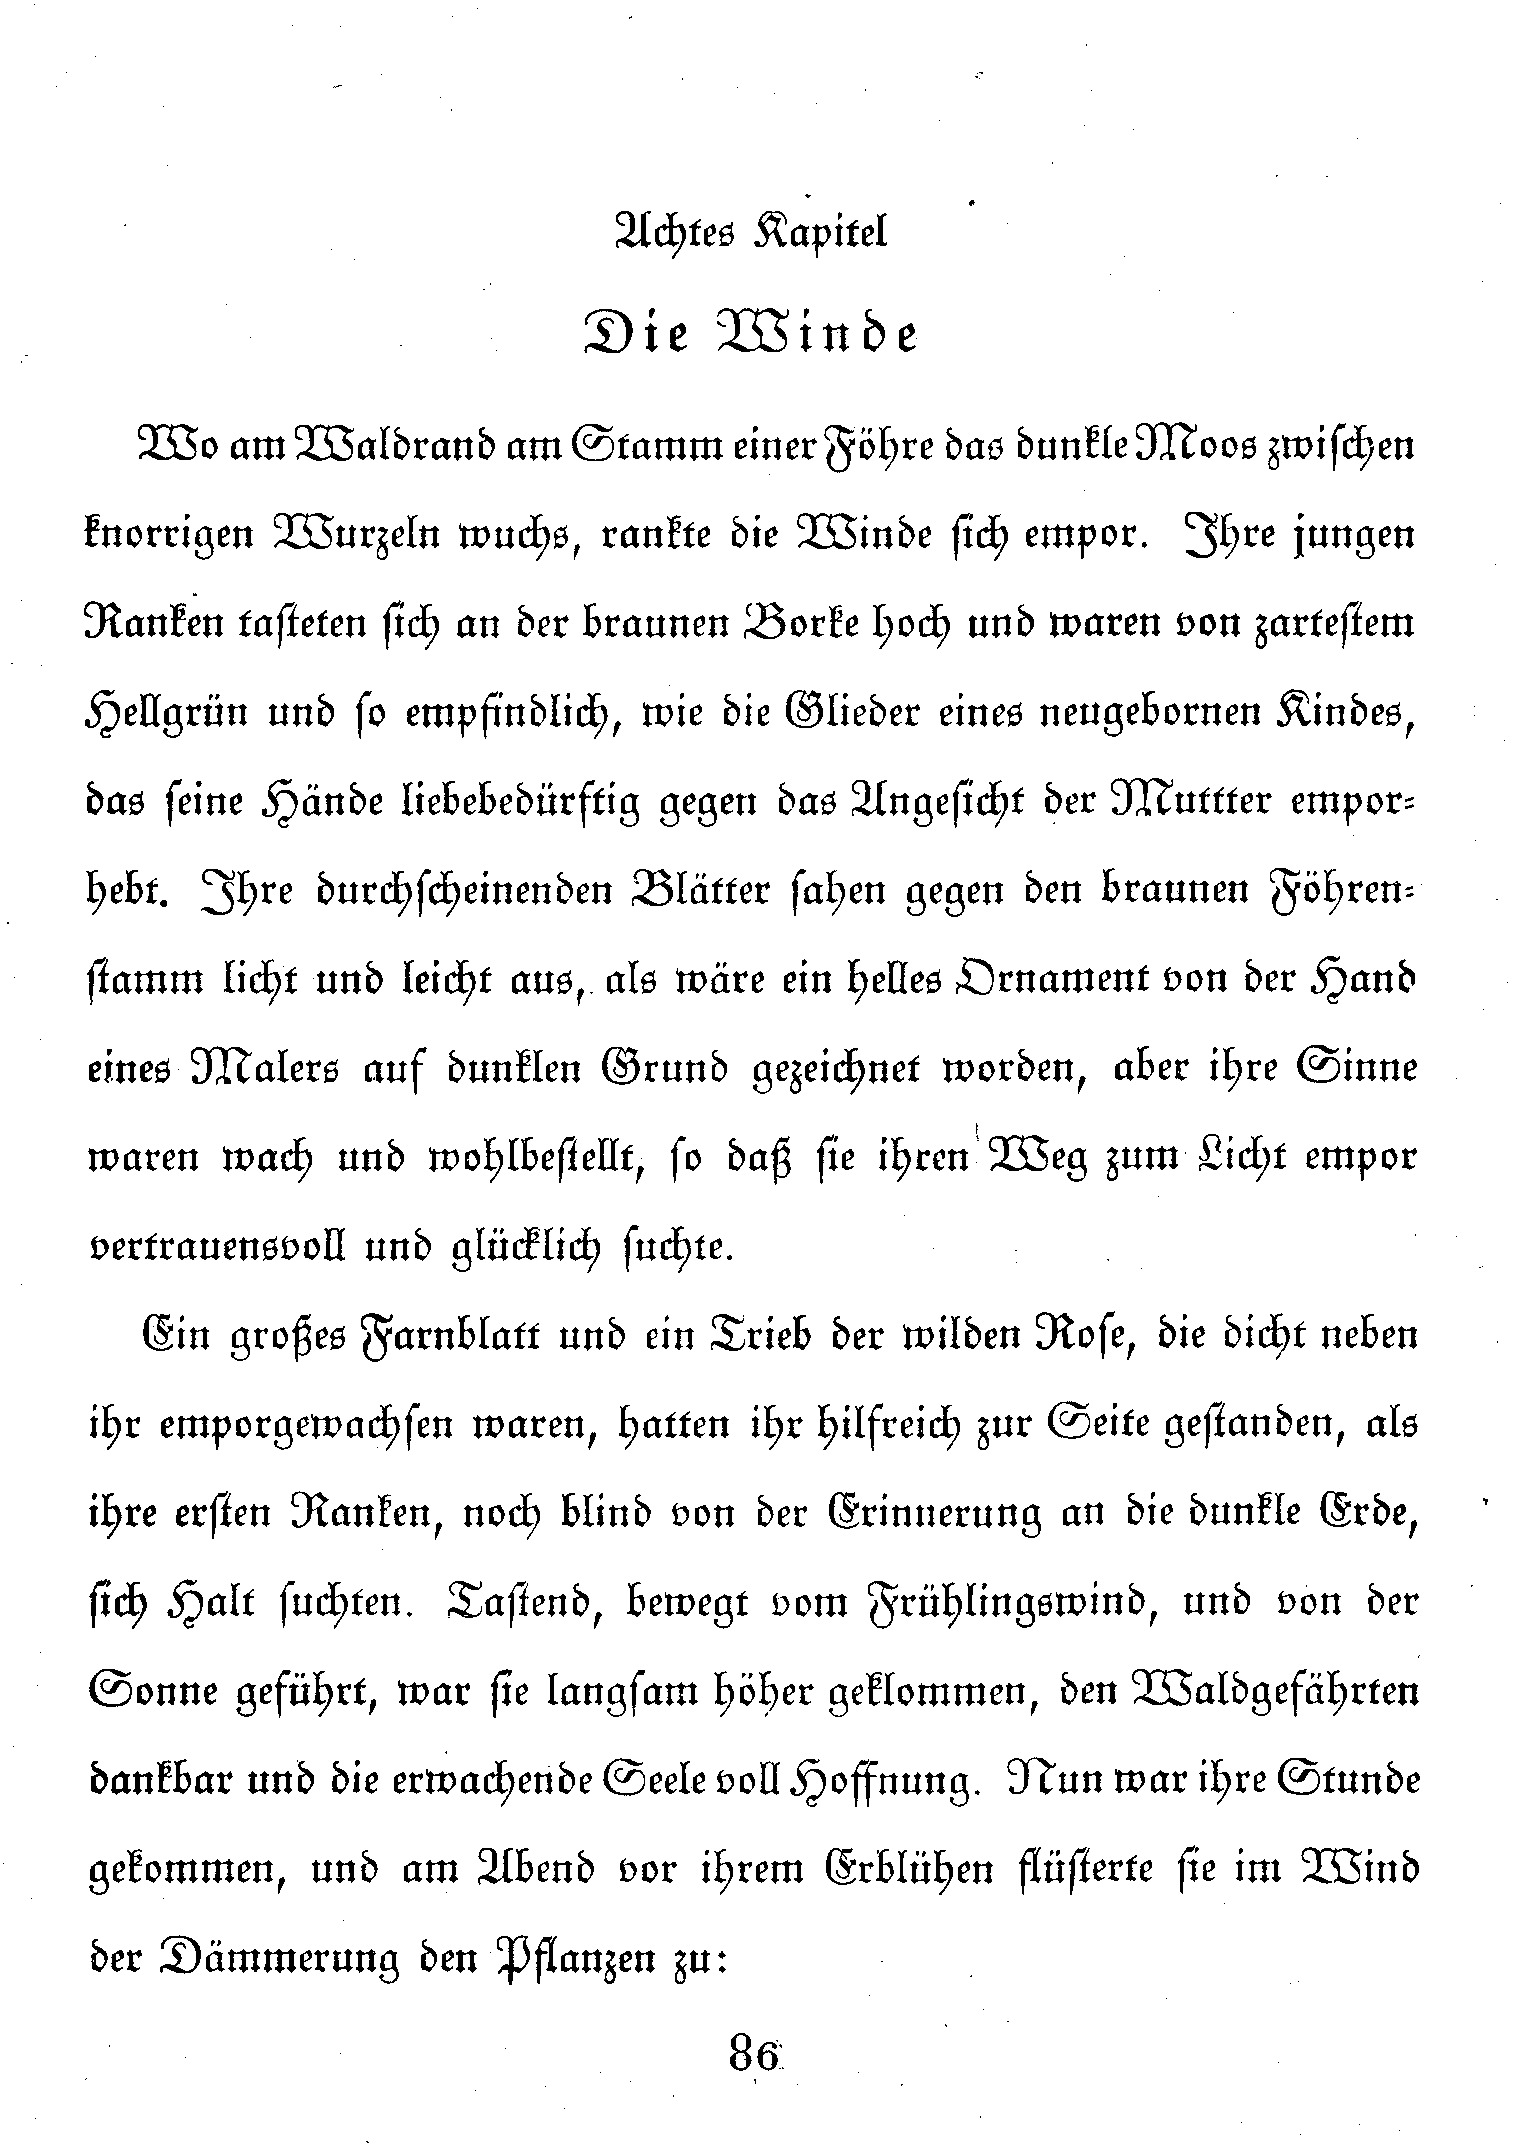 Achtes Kapitel
Die Winde
Wo am Waldrand am Stamm einer Föhre das dunkle Moos zwischen
knorrigen Wurzeln wuchs, rankte die Winde sich empor. Ihre jungen
Ranken tasteten sich an der braunen Borke hoch und waren von zartestem
Hellgrün und so empfindlich, wie die Glieder eines neugebornen Kindes,
das seine Hände liebebedürftig gegen das Angesicht der Muttter empor-
hebt. Ihre durchscheinenden Blätter sahen gegen den braunen Föhren-
stamm licht und leicht aus, als wäre ein helles Ornament von der Hand
eines Malers auf dunklen Grund gezeichnet worden, aber ihre Sinne
waren wach und wohlbestellt, so daß sie ihren Weg zum Licht empor
vertrauensvoll und glücklich suchte.
Ein großes Farnblatt und ein Trieb der wilden Rose, die dicht neben
ihr emporgewachsen waren, hatten ihr hilfreich zur Seite gestanden, als
ihre ersten Ranken, noch blind von der Erinnerung an die dunkle Erde,
sich Halt suchten. Tastend, bewegt vom Frühlingswind, und von der
Sonne geführt, war sie langsam höher geklommen, den Waldgefährten
dankbar und die erwachende Seele voll Hoffnung. Nun war ihre Stunde
gekommen, und am Abend vor ihrem Erblühen flüsterte sie im Wind
der Dämmerung den Pflanzen zu:
86